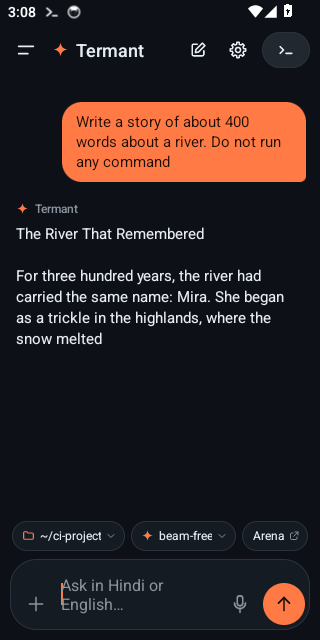 3:08
Termant
Write a story of about 400
words about a river. Do not run
any command
Termant
The River That Remembered
For three hundred years, the river had
carried the same name: Mira. She began
as a trickle in the highlands, where the
snow melted
~/ci-project
beam-free
Arena
Ask in Hindi or
English...